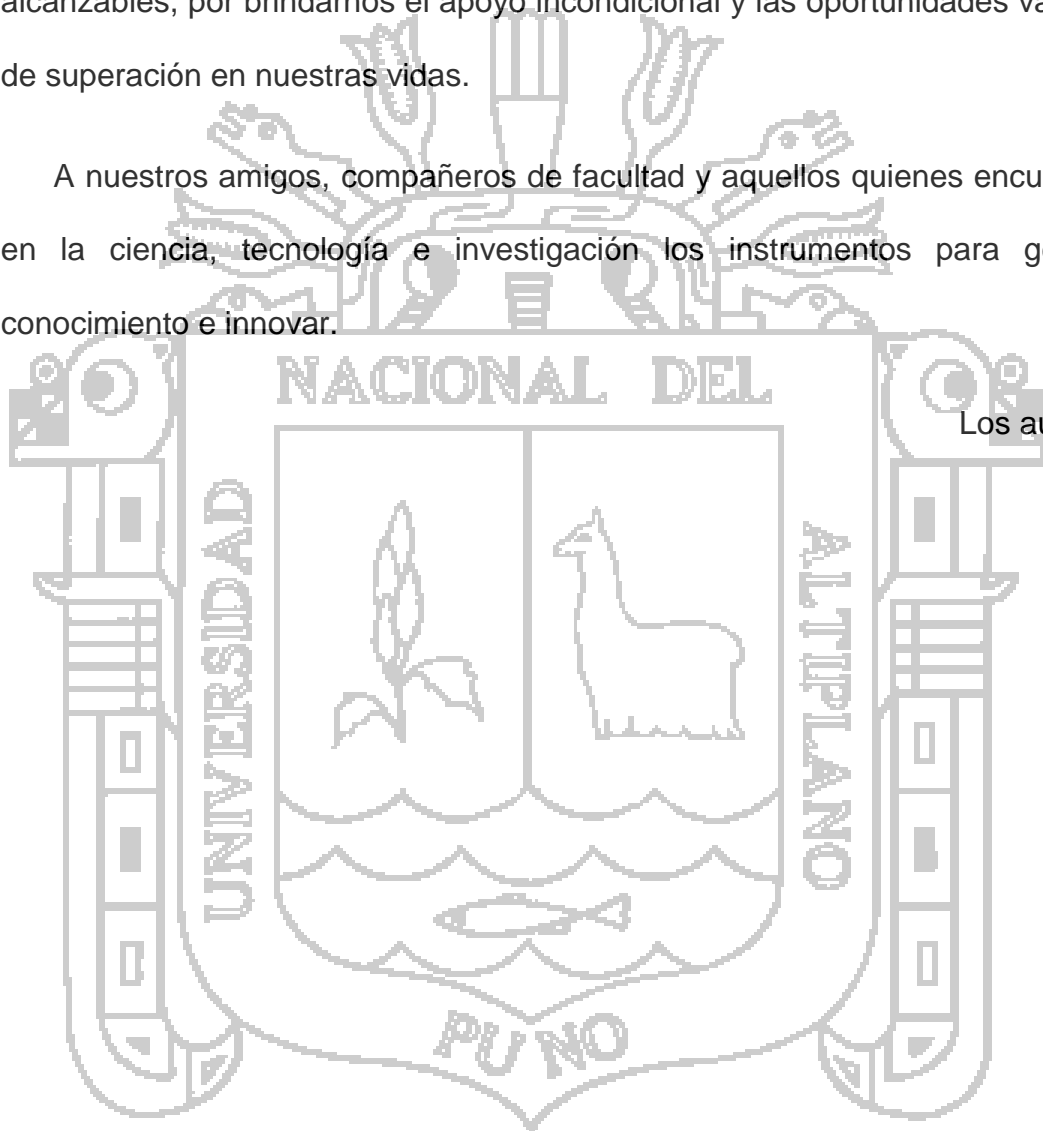 alcanzables, por brindarnos el apoyo incondicional y las oportunidades
de superación en nuestras vidas.
A nuestros amigos, compañeros de facultad y aquellos quienes
en la ciencia, tecnología e investigación los instrumentos para
conocimiento e innovar.
NACIONAL DEL
Los
UNIVERSIDAD
ALTIPLANO
PUNO